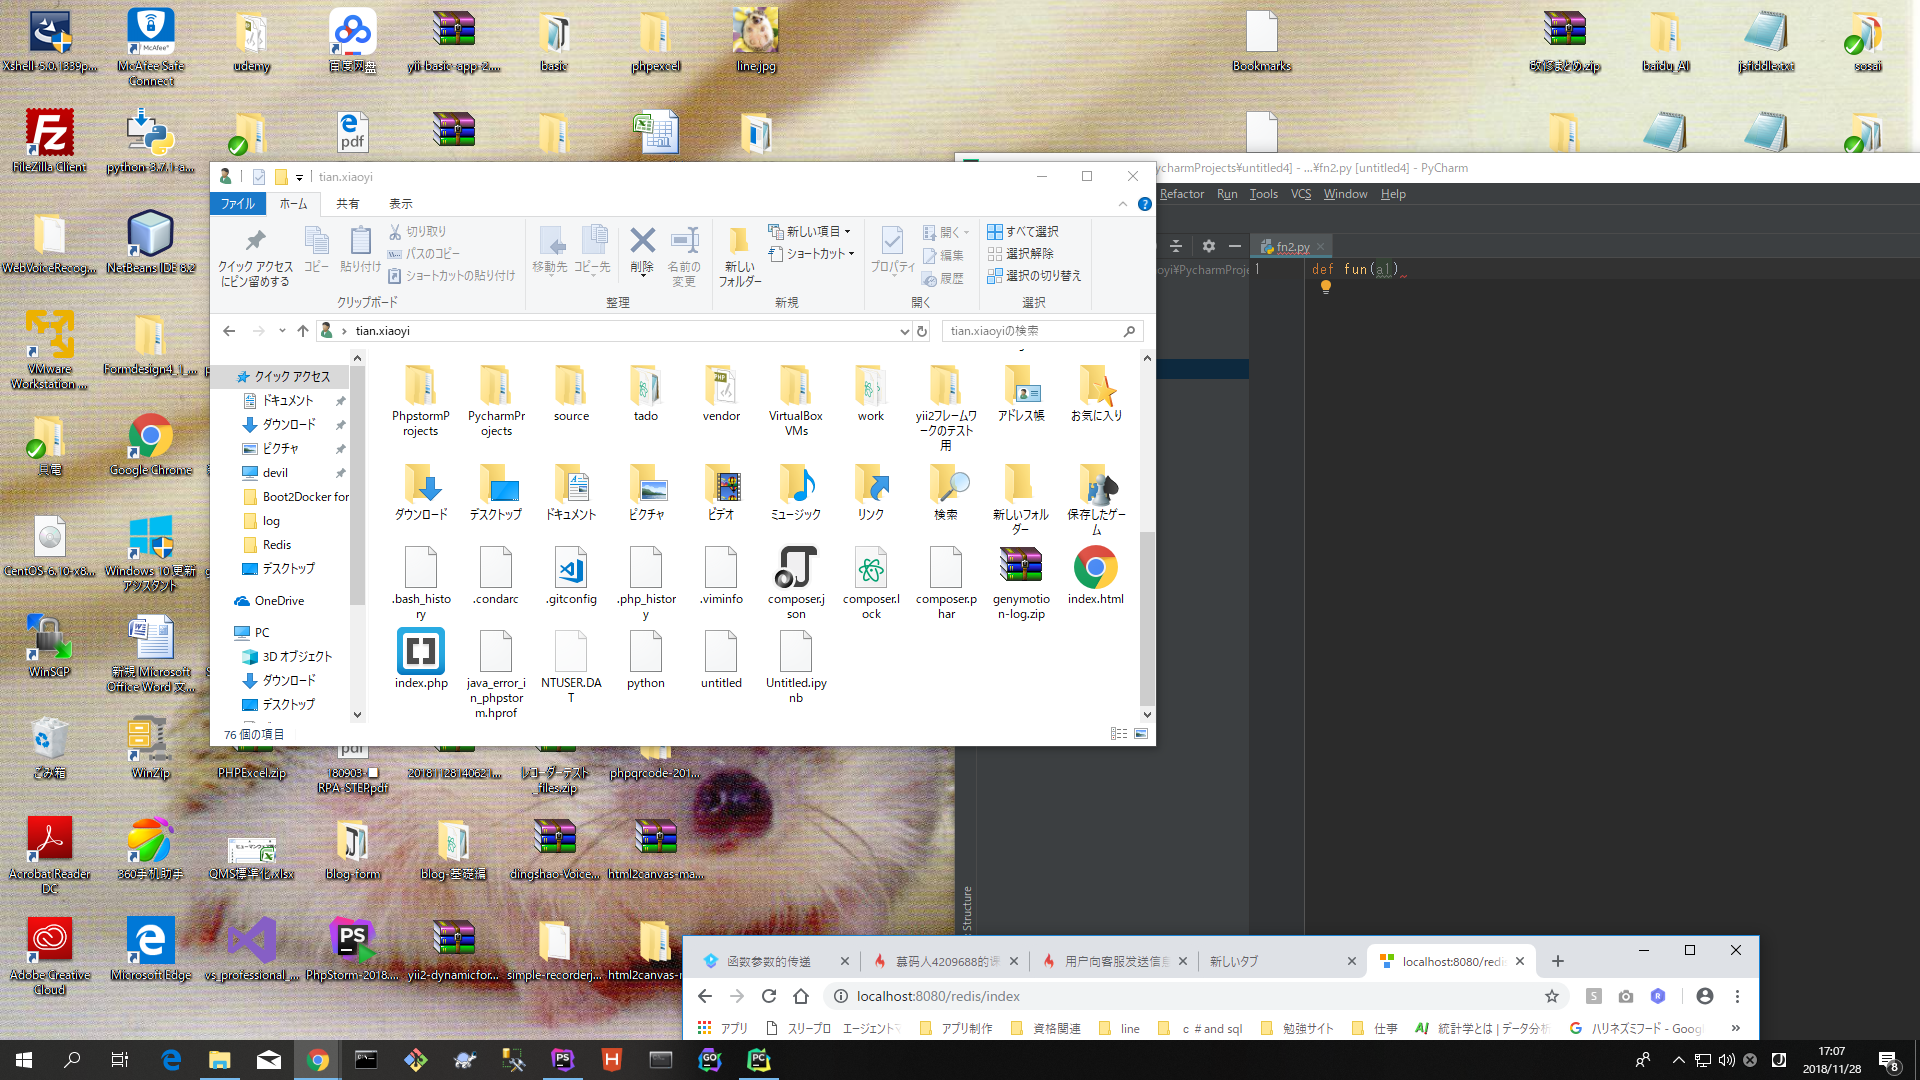 Xshell-6.0.1339p...
McAfee Safe
Connect
udemy
百度网盘
yii-basic-app-2....
basic
phpexcel
line.jpg
Bookmarks
改修まとめ.zip
baidu_AI
jsfiddle.txt
sosai
FileZilla Client
python-3.7.1-a...
WebVoiceRecog...
NetBeans IDE 8.2
VMware
Workstation ...
Formdesign4_1_...
貝電
Google Chrome
CentOS-6.10-x8...
Windows 10 更新
アシスタント
WinSCP
新規 Microsoft
Office Word 文...
ごみ箱
WinZip
PHPExcel.zip
RPA-STEP.pdf
20181128140621...
レコーダーテスト
_files.zip
phpqrcode-201...
Acrobat Reader
DC
360手机助手
QMS標準化.xlsx
Blog-form
blog-基礎編
dingshao-Voice...
html2canvas-ma...
Adobe Creative
Cloud
Microsoft Edge
vs_professional_...
PhpStorm-2018....
yii2-dynamicfor...
simple-recorderj...
tian.xiaoyi
ファイル
ホーム
共有
表示
クイック アクセス
にピン留めする
コピー
貼り付け
切り取り
パスのコピー
ショートカットの貼り付け
クリップボード
移動先
コピー先
削除
名前の
変更
整理
新しい
フォルダー
新しい項目
ショートカット
新規
プロパティ
開く
編集
履歴
開く
すべて選択
選択解除
選択の切り替え
選択
tian.xiaoyi
tian.xiaoyiの検索
クイック アクセス
ドキュメント
ダウンロード
ピクチャ
devil
Boot2Docker for
log
Redis
デスクトップ
OneDrive
PC
3D オブジェクト
ダウンロード
デスクトップ
PhpstormP
rojects
PycharmPr
ojects
source
tado
vendor
VirtualBox
VMs
work
yii2フレームワ
ークのテスト
用
アドレス帳
お気に入り
ダウンロード
デスクトップ
ドキュメント
ピクチャ
ビデオ
ミュージック
リンク
検索
新しいフォル
ダー
保存したゲー
ム
.bash_histo
ry
.condarc
.gitconfig
.php_histor
y
.viminfo
composer.j
son
composer.l
ock
composer.p
har
genymotio
n-log.zip
index.html
index.php
java_error_i
n_phpstor
m.hprof
NTUSER.DA
T
python
untitled
Untitled.ipy
nb
76 個の項目
ycharmProjects¥untitled4] - ...¥fn2.py [untitled4] - PyCharm
Refactor Run Tools VCS Window Help
fn2.py
oyi¥PycharmProje
1 def fun(a1)
Structure
函数参数的传递
慕码人4209688的
用户向客服发送信息
新しいタブ
localhost:8080/redis
localhost:8080/redis/index
アプリ
スリープロ エージェント
アプリ制作
資格関連
line
c # and sql
勉強サイト
仕事
統計学とは | データ分析
ハリネズミフード - Goog
»
17:07
2018/11/28
8